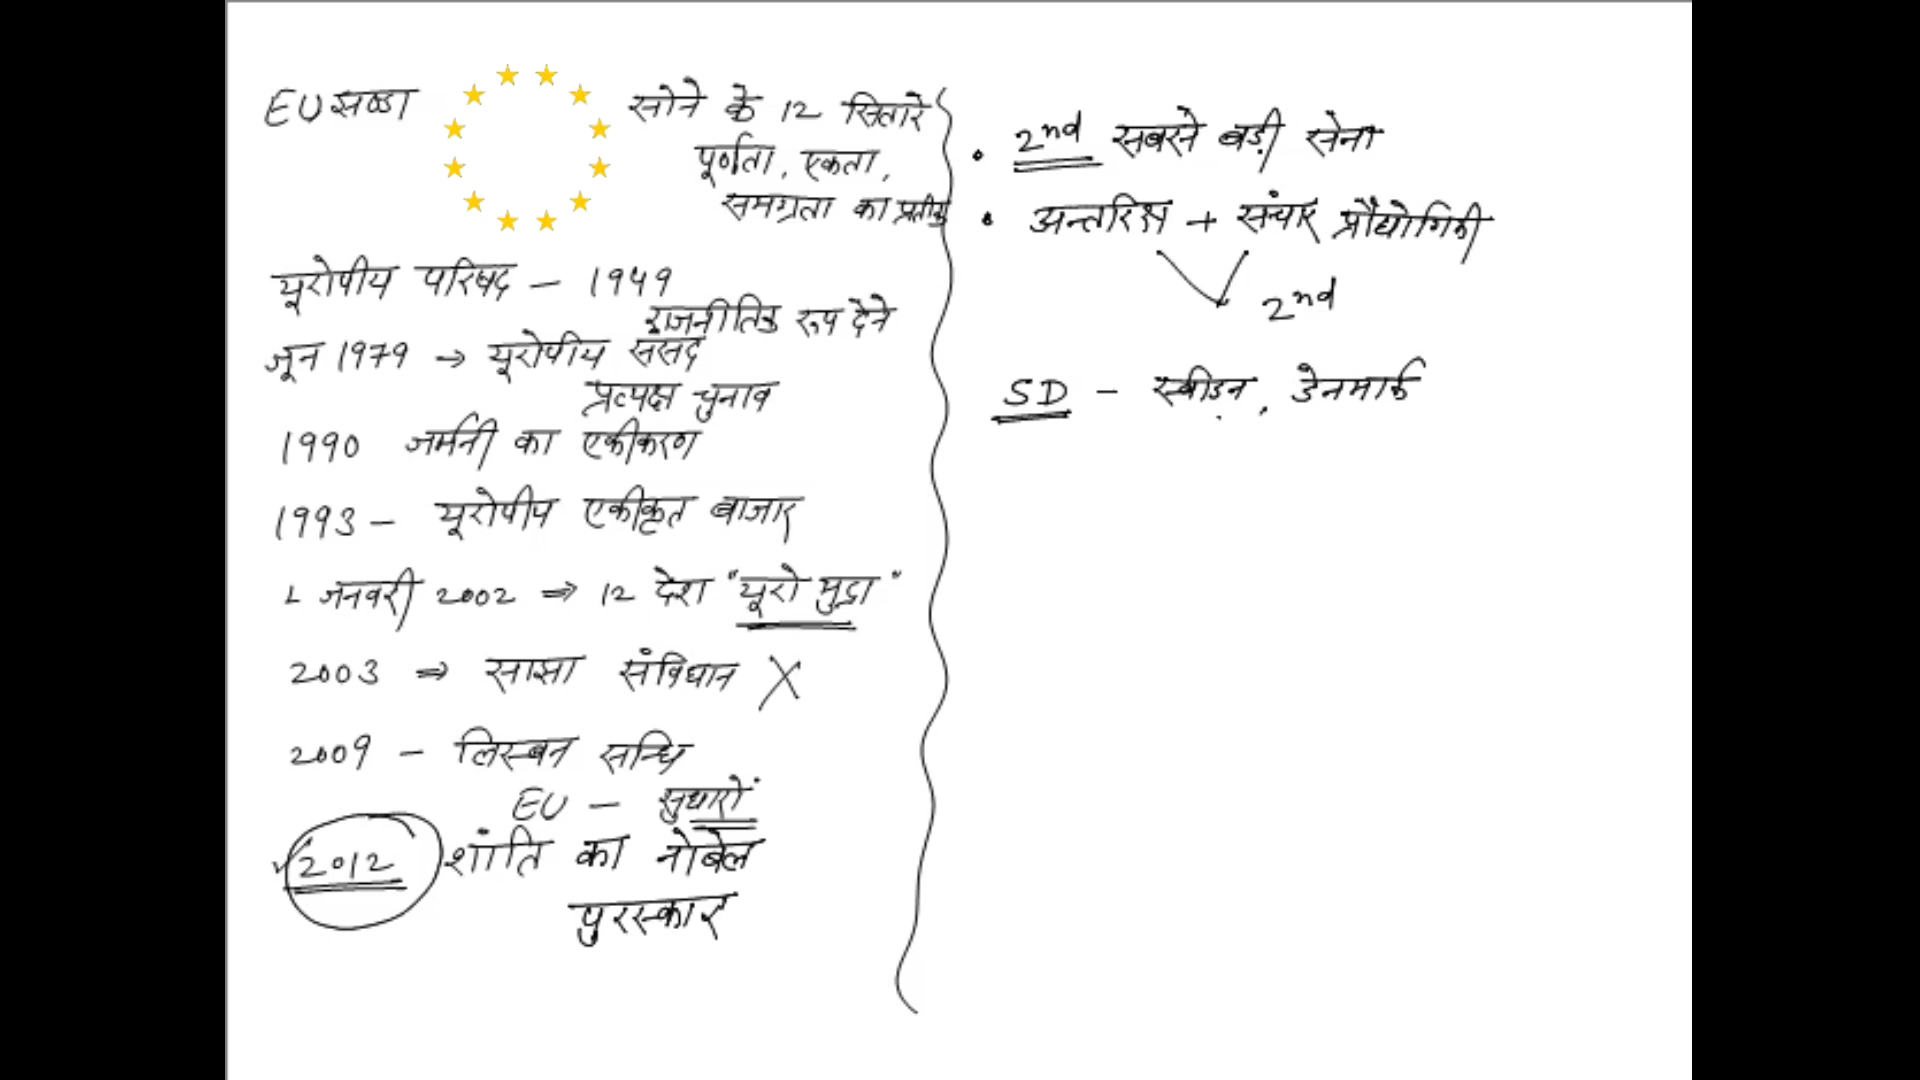 EU झण्डा
सोने के 12 सितारे
पूर्णता, एकता,
समग्रता का प्रतीक
यूरोपीय परिषद – 1949
राजनीतिक रूप देने
जून 1979 → यूरोपीय संसद
प्रत्यक्ष चुनाव
1990 जर्मनी का एकीकरण
1993 – यूरोपीय एकीकृत बाजार
1 जनवरी 2002 ⇒ 12 देश "यूरो मुद्रा"
2003 ⇒ साझा संविधान X
2009 – लिस्बन सन्धि
EU – सुधारों
2012 शांति का नोबेल
पुरस्कार
• 2nd सबसे बड़ी सेना
• अन्तरिक्ष + संचार प्रौद्योगिकी
2nd
SD – स्वीडन, डेनमार्क